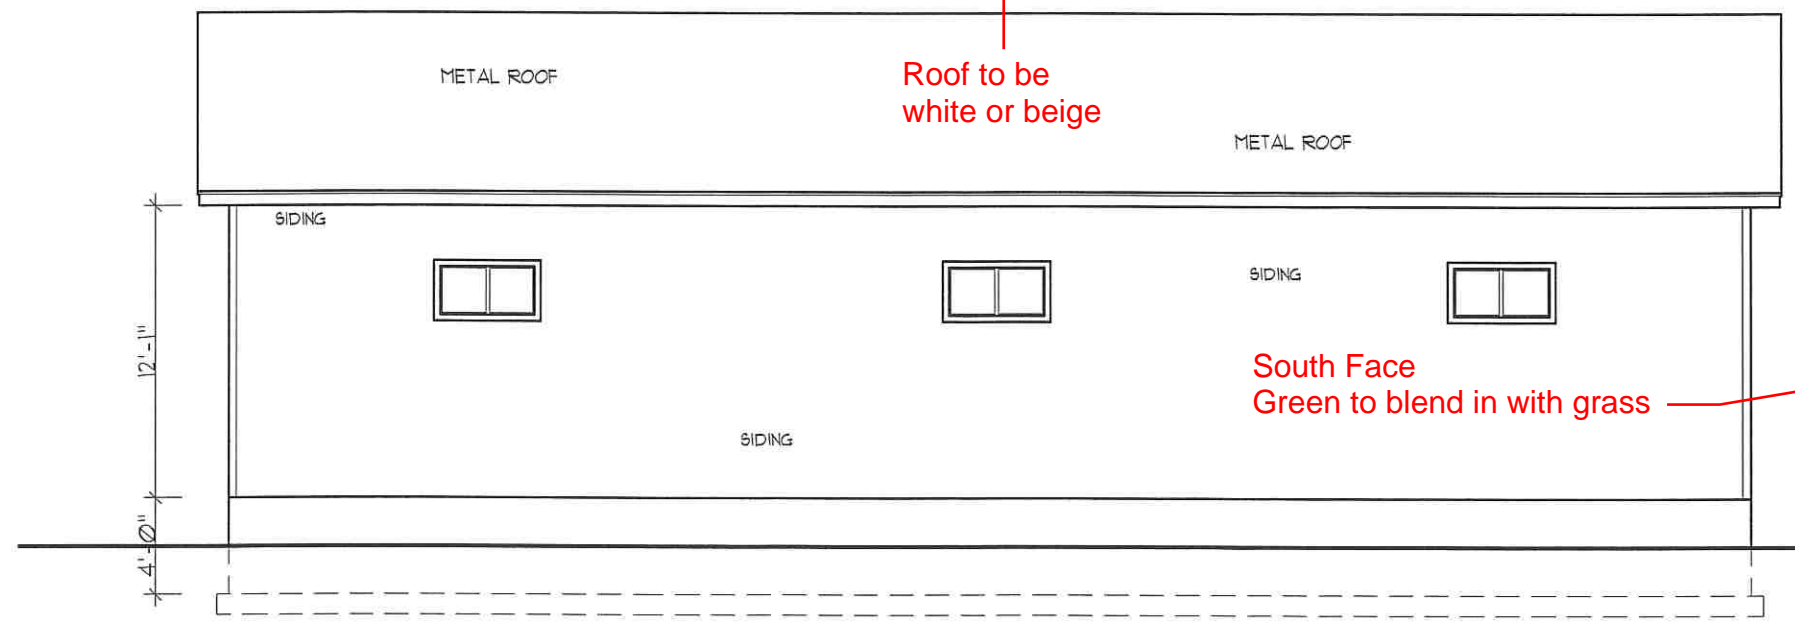 METAL ROOF
Roof to be
white or beige
METAL ROOF
SIDING
SIDING
12'-1"
South Face
Green to blend in with grass
SIDING
4'-0"